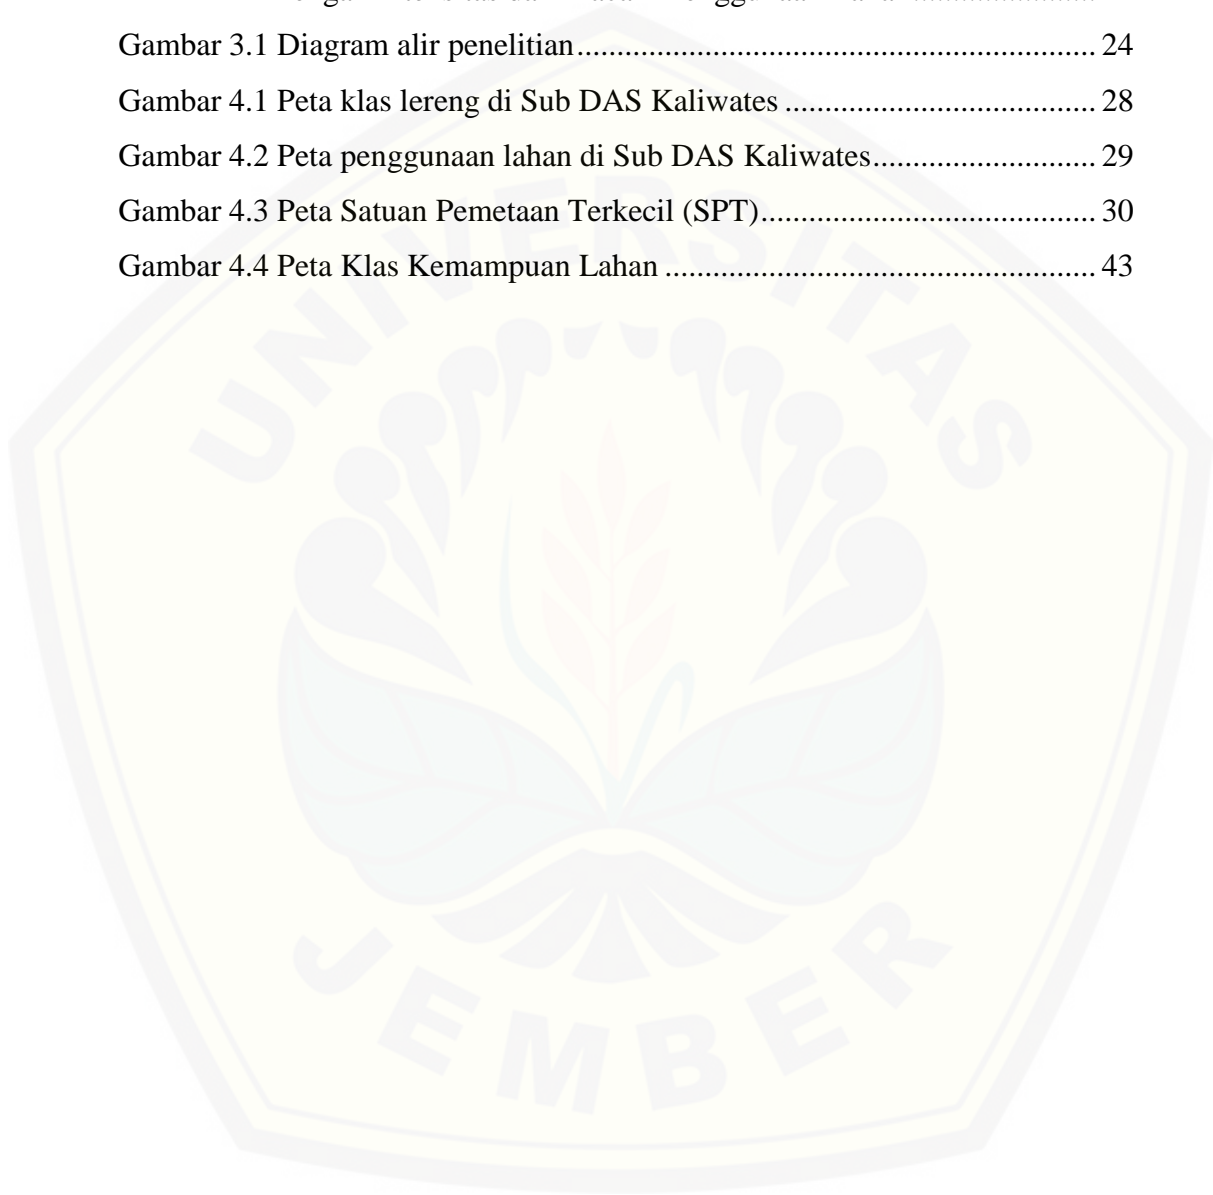 Gambar 3.1 Diagram alir penelitian.................................................................. 24
Gambar 4.1 Peta klas lereng di Sub DAS Kaliwates ....................................... 28
Gambar 4.2 Peta penggunaan lahan di Sub DAS Kaliwates............................ 29
Gambar 4.3 Peta Satuan Pemetaan Terkecil (SPT).......................................... 30
Gambar 4.4 Peta Klas Kemampuan Lahan ...................................................... 43
UNIVERSITAS
JEMBER